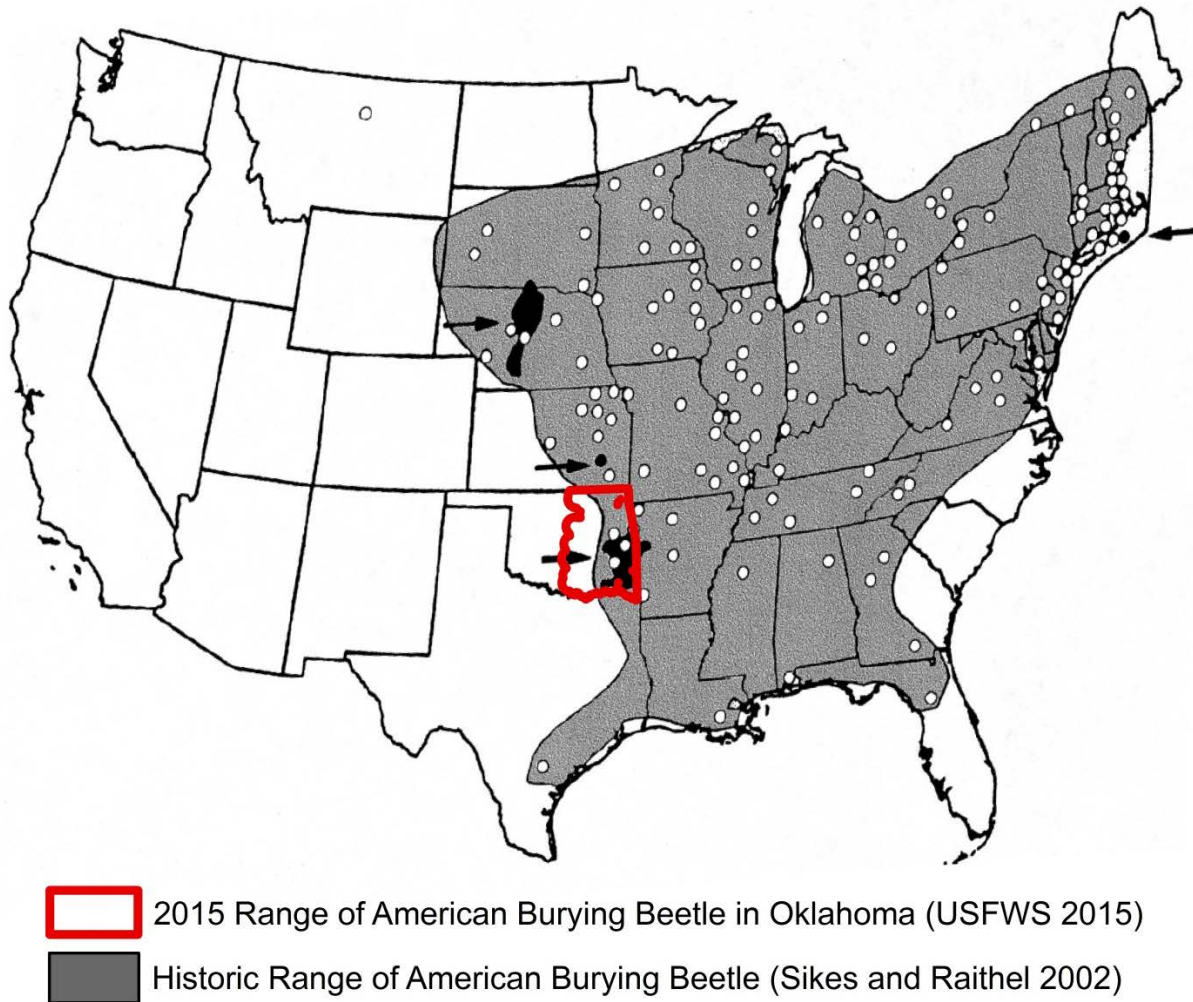 2015 Range of American Burying Beetle in Oklahoma (USFWS 2015)
Historic Range of American Burying Beetle (Sikes and Raithel 2002)